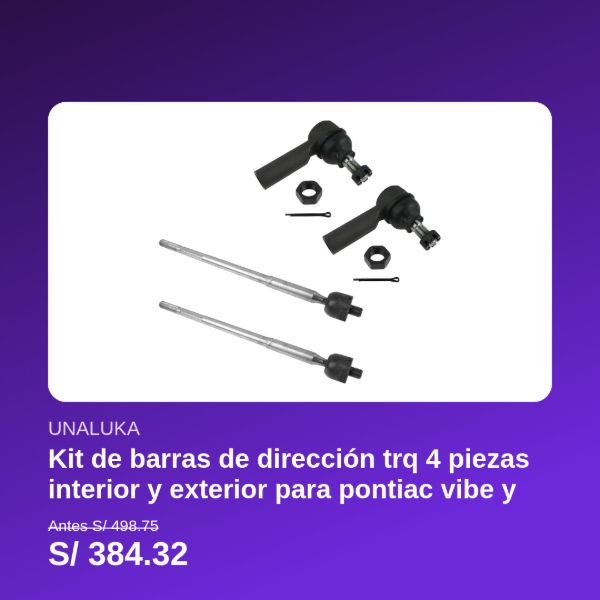 UNALUKA
Kit de barras de dirección trq 4 piezas
interior y exterior para pontiac vibe y
Antes S/ 498.75
S/ 384.32